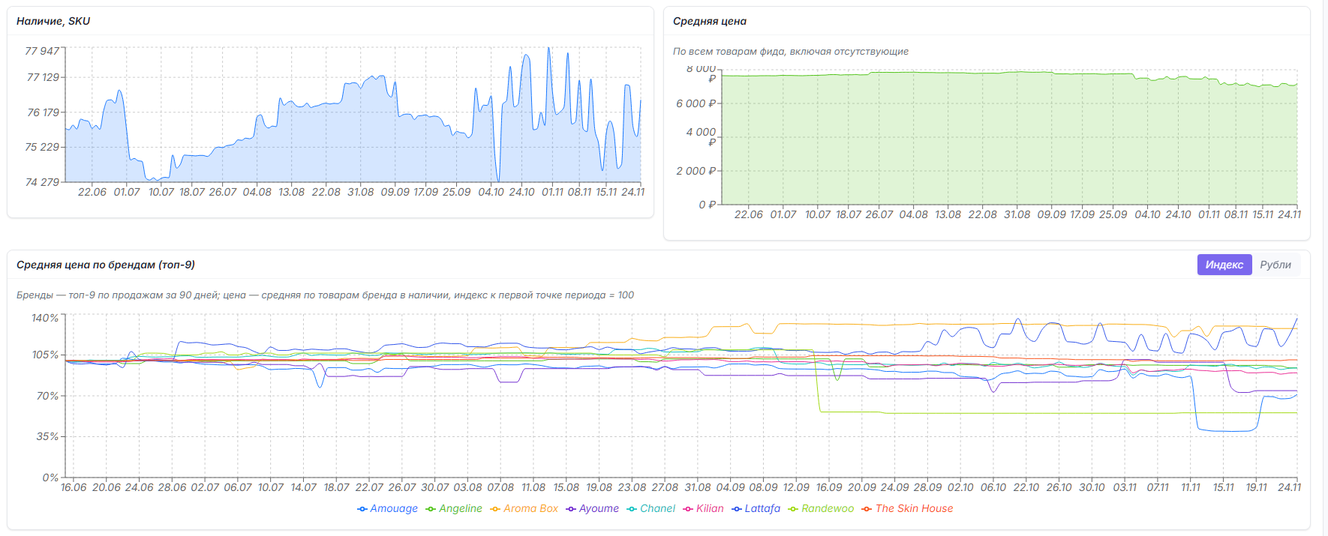 Наличие, SKU
77 947
77 129
76 179
75 229
74 279
22.06 01.07 10.07 18.07 26.07 04.08 13.08 22.08 31.08 09.09 17.09 25.09 04.10 24.10 01.11 08.11 15.11 24.11
Средняя цена
По всем товарам фида, включая отсутствующие
8 000
₽
6 000 ₽
4 000
₽
2 000 ₽
0 ₽
22.06 01.07 10.07 18.07 26.07 04.08 13.08 22.08 31.08 09.09 17.09 25.09 04.10 24.10 01.11 08.11 15.11 24.11
Средняя цена по брендам (топ-9)
Индекс Рубли
Бренды — топ-9 по продажам за 90 дней; цена — средняя по товарам бренда в наличии, индекс к первой точке периода = 100
140%
105%
70%
35%
0%
16.06 20.06 24.06 28.06 02.07 06.07 10.07 14.07 18.07 22.07 26.07 30.07 03.08 07.08 11.08 15.08 19.08 23.08 27.08 31.08 04.09 08.09 12.09 16.09 20.09 24.09 28.09 02.10 06.10 22.10 26.10 30.10 03.11 07.11 11.11 15.11 19.11 24.11
Amouage Angeline Aroma Box Ayoume Chanel Kilian Lattafa Randewoo The Skin House